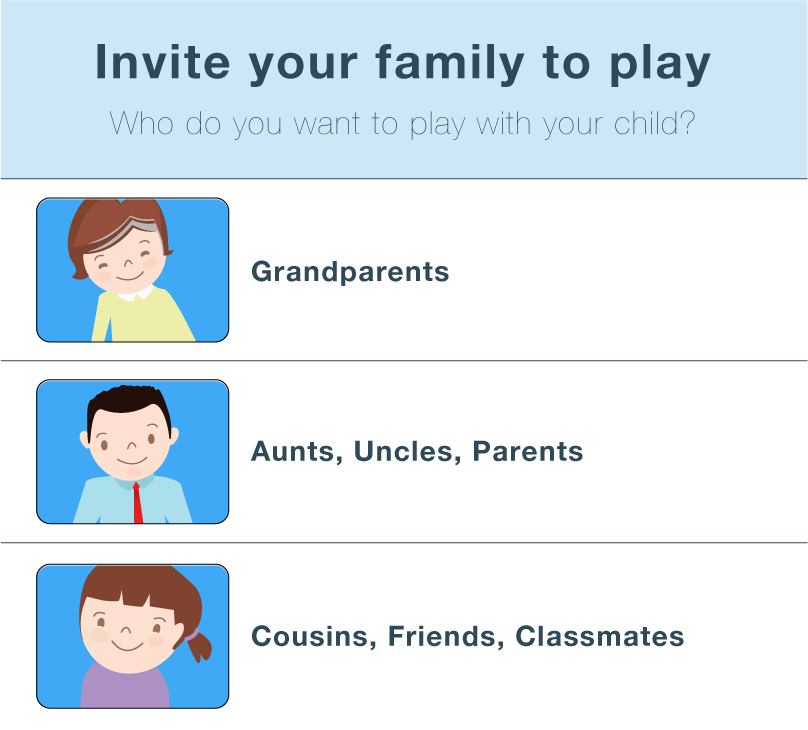 Invite your family to play
Who do you want to play with your child?
Grandparents
Aunts, Uncles, Parents
Cousins, Friends, Classmates